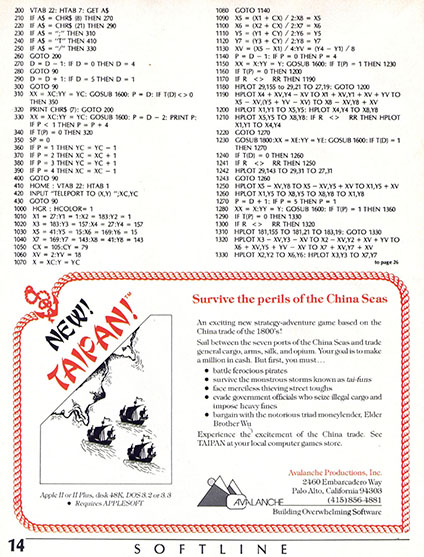 200 VTAB 22: HTAB 7: GET A$
210 IF A$ = CHR$ (8) THEN 270
220 IF A$ = CHR$ (21) THEN 290
230 IF A$ = ";" THEN 310
240 IF A$ = "T" THEN 410
250 IF A$ = "/" THEN 330
260 GOTO 200
270 D = D − 1: IF D = 0 THEN D = 4
280 GOTO 90
290 D = D + 1: IF D = 5 THEN D = 1
300 GOTO 90
310 XX = XC:YY = YC: GOSUB 1600: P = D: IF T(D) < > 0
THEN 350
320 PRINT CHR$ (7): GOTO 200
330 XX = XC:YY = YC: GOSUB 1600: P = D − 2: PRINT P:
IF P < 1 THEN P = P + 4
340 IF T(P) = 0 THEN 320
350 SP = 0
360 IF P = 1 THEN YC = YC − 1
370 IF P = 2 THEN XC = XC + 1
380 IF P = 3 THEN YC = YC + 1
390 IF P = 4 THEN XC = XC − 1
400 GOTO 90
410 HOME : VTAB 22: HTAB 1
420 INPUT "TELEPORT TO (X,Y) ";XC,YC
430 GOTO 90
1000 HGR : HCOLOR= 1
1010 X1 = 27:Y1 = 1:X2 = 183:Y2 = 1
1020 X3 = 183:Y3 = 157:X4 = 27:Y4 = 157
1030 X5 = 41:Y5 = 15:X6 = 169:Y6 = 15
1040 X7 = 169:Y7 = 143:X8 = 41:Y8 = 143
1050 CX = 105:CY = 79
1060 XV = 2:YV = 18
1070 X = XC:Y = YC
1080 GOTO 1140
1090 X5 = (X1 + CX) / 2:X8 = X5
1100 X6 = (X2 + CX) / 2:X7 = X6
1110 Y5 = (Y1 + CY) / 2:Y6 = Y5
1120 Y7 = (Y3 + CY) / 2:Y8 = Y7
1130 XV = (X5 − X1) / 4:YV = (Y4 − Y1) / 8
1140 P = D − 1: IF P = 0 THEN P = 4
1150 XX = X:YY = Y: GOSUB 1600: IF T(P) = 1 THEN 1230
1160 IF T(P) = 0 THEN 1200
1170 IF R < > RR THEN 1190
1180 HPLOT 29,155 to 29,21 TO 27,19: GOTO 1200
1190 HPLOT X4 + XV,Y4 − XV TO X1 + XV,Y1 + XV + YV TO
X5 − XV,(Y5 + YV − XV) TO X8 − XV,Y8 + XV
1200 HPLOT X1,Y1 TO X5,Y5: HPLOT X4,Y4 TO X8,Y8
1210 HPLOT X5,Y5 TO X8,Y8: IF R < > RR THEN HPLOT
X1,Y1 TO X4,Y4
1220 GOTO 1270
1230 GOSUB 1800:XX = X:YY = YE: GOSUB 1600: IF T(D) = 1
THEN 1270
1240 IF T(D) = 0 THEN 1260
1241 IF R < > RR THEN 1250
1242 HPLOT 29,143 TO 29,31 TO 27,31
1243 GOTO 1260
1250 HPLOT X5 − XV,Y8 TO X5 − XV,Y5 + XV TO X1,Y5 + XV
1260 HPLOT X1,Y5 TO X5,Y5 TO X8,Y8 TO X1,Y8
1270 P = D + 1: IF P = 5 THEN P = 1
1280 XX = X:YY = Y: GOSUB 1600: IF T(P) = 1 THEN 1360
1290 IF T(P) = 0 THEN 1330
1300 IF R < > RR THEN 1320
1310 HPLOT 181,155 TO 181,21 TO 183,19: GOTO 1330
1320 HPLOT X3 − XV,Y3 − XV TO X2 − XV,Y2 + XV + YV TO
X6 + XV,Y5 + YV − XV TO X7 + XV,Y7 + XV
1330 HPLOT X2,Y2 TO X6,Y6: HPLOT X3,Y3 TO X7,Y7
to page 26
NEW!
TAIPAN!™
Survive the perils of the China Seas
An exciting new strategy-adventure game based on the
China trade of the 1800's!
Sail between the seven ports of the China Seas and trade
general cargo, arms, silk, and opium. Your goal is to make
a million in cash. But first, you must...
• battle ferocious pirates
• survive the monstrous storms known as tai-funs
• face merciless thieving street toughs
• evade government officials who seize illegal cargo and
impose heavy fines
• bargain with the notorious triad moneylender, Elder
Brother Wu
Experience the excitement of the China trade. See
TAIPAN at your local computer games store.
Apple II or II Plus, disk 48K, DOS 3.2 or 3.3
• Requires APPLESOFT
AVALANCHE
Avalanche Productions, Inc.
2460 Embarcadero Way
Palo Alto, California 94303
(415) 856-4881
Building Overwhelming Software
14
SOFTLINE